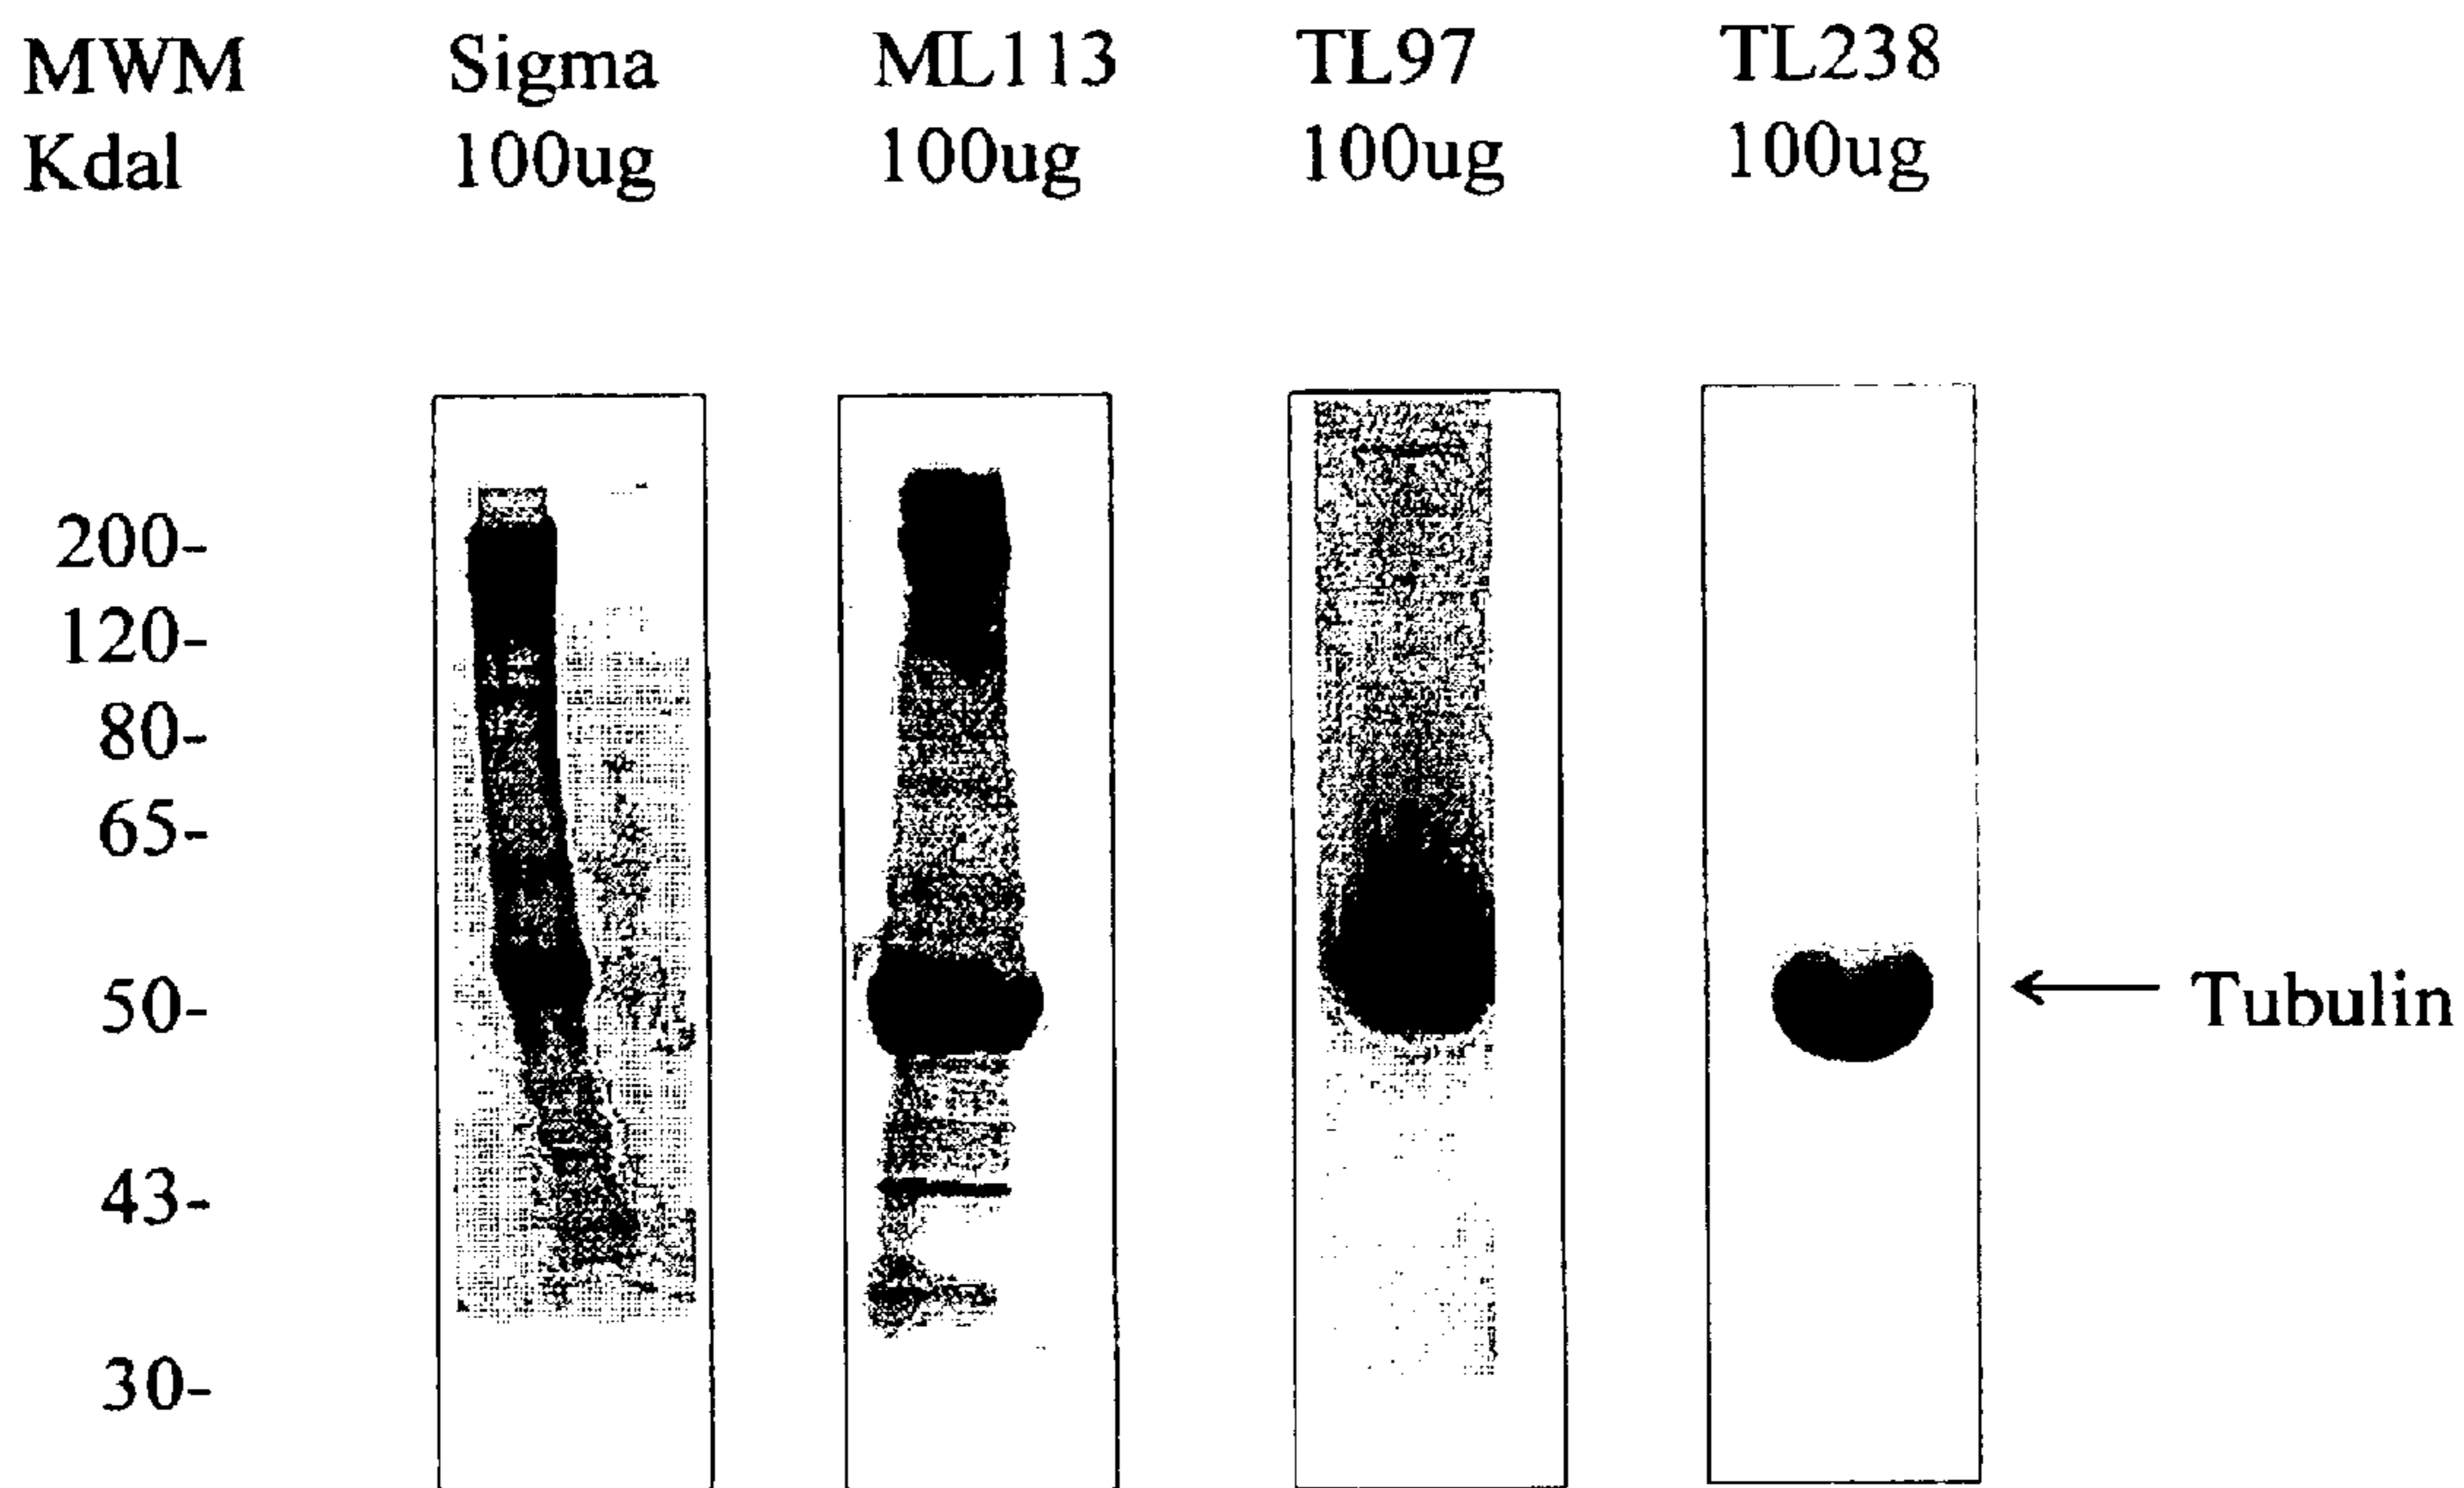 MWM Sigma ML113 TL97 TL238
Kdal 100ug 100ug 100ug 100ug
200-
120-
80-
65-
50-
Tubulin
43-
30-